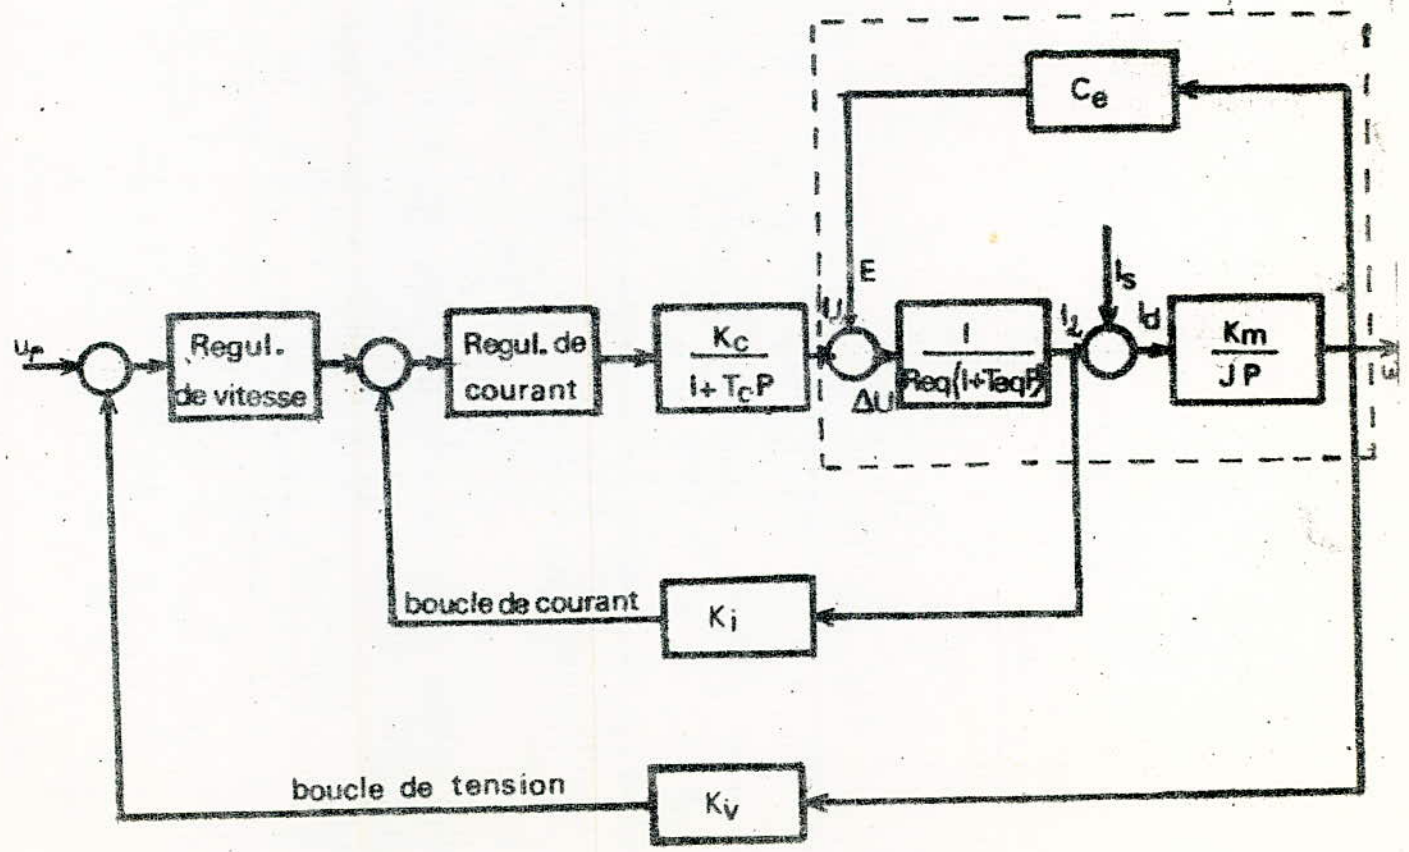 Ce
E
Is
U
I1
Id
up
Regul.
de vitesse
Regul. de
courant
Kc
1+TcP
ΔU
1
Req(1+TeqP)
Km
JP
ω
boucle de courant
Ki
boucle de tension
Kv